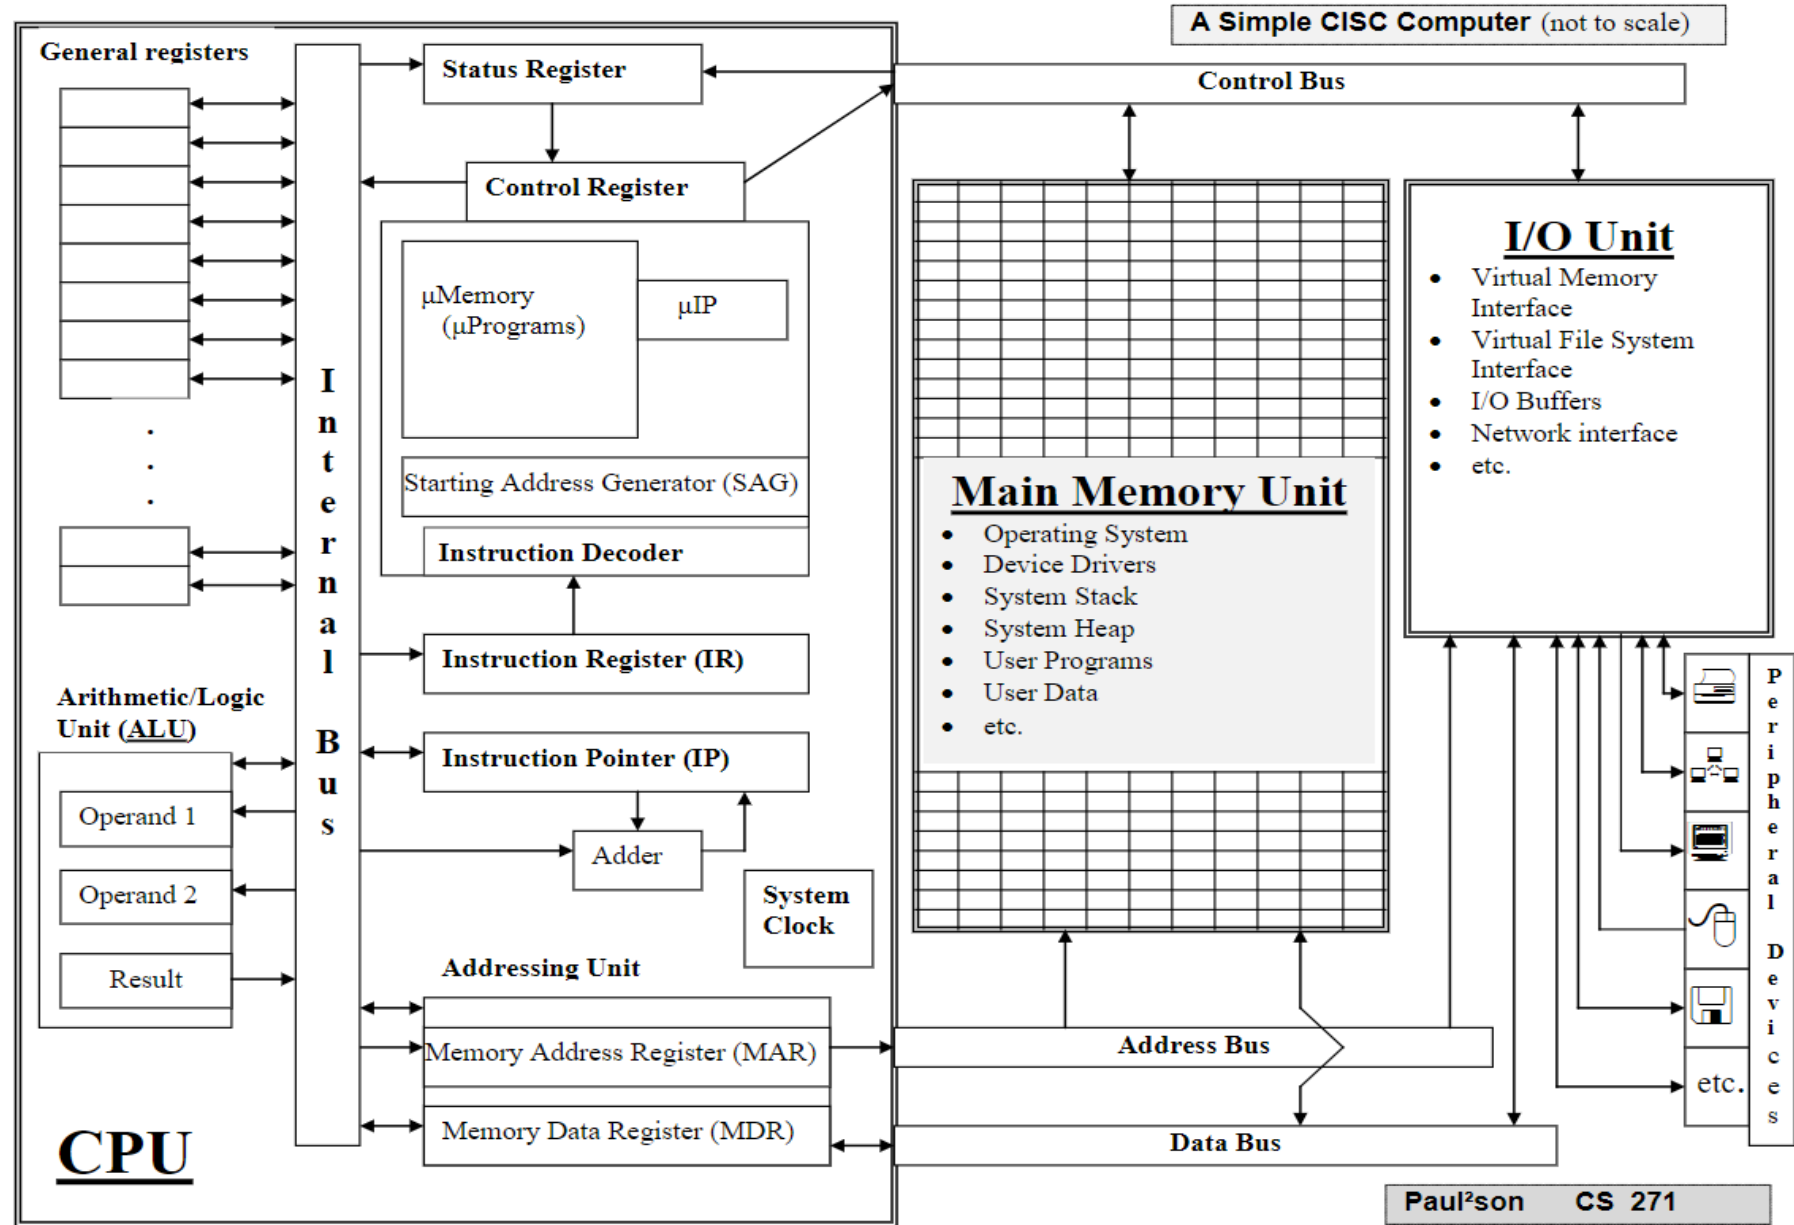 A Simple CISC Computer (not to scale)
General registers
Status Register
Control Bus
Control Register
μMemory
(μPrograms)
μIP
Starting Address Generator (SAG)
Instruction Decoder
Instruction Register (IR)
Instruction Pointer (IP)
Adder
System
Clock
Internal Bus
Arithmetic/Logic
Unit (ALU)
Operand 1
Operand 2
Result
Addressing Unit
Memory Address Register (MAR)
Memory Data Register (MDR)
CPU
Main Memory Unit
• Operating System
• Device Drivers
• System Stack
• System Heap
• User Programs
• User Data
• etc.
I/O Unit
• Virtual Memory
Interface
• Virtual File System
Interface
• I/O Buffers
• Network interface
• etc.
Address Bus
Data Bus
etc.
Peripheral Devices
Paul²son CS 271